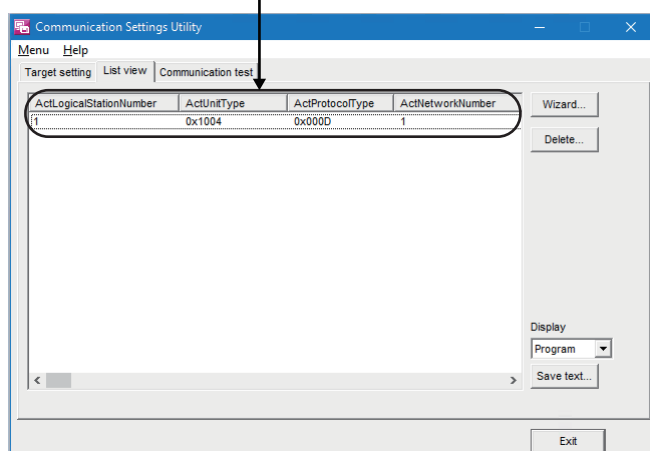 Communication Settings Utility
Menu Help
Target setting List view Communication test
ActLogicalStationNumber ActUnitType ActProtocolType ActNetworkNumber
1 0x1004 0x000D 1
Wizard...
Delete...
Display
Program
Save text...
Exit